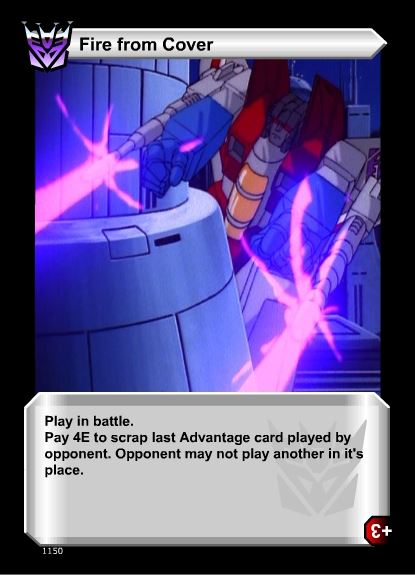 Fire from Cover
Play in battle.
Pay 4E to scrap last Advantage card played by
opponent. Opponent may not play another in it's
place.
+3
1150